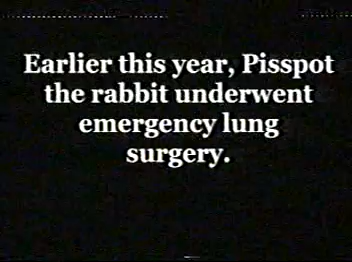 Earlier this year, Pisspot
the rabbit underwent
emergency lung
surgery.